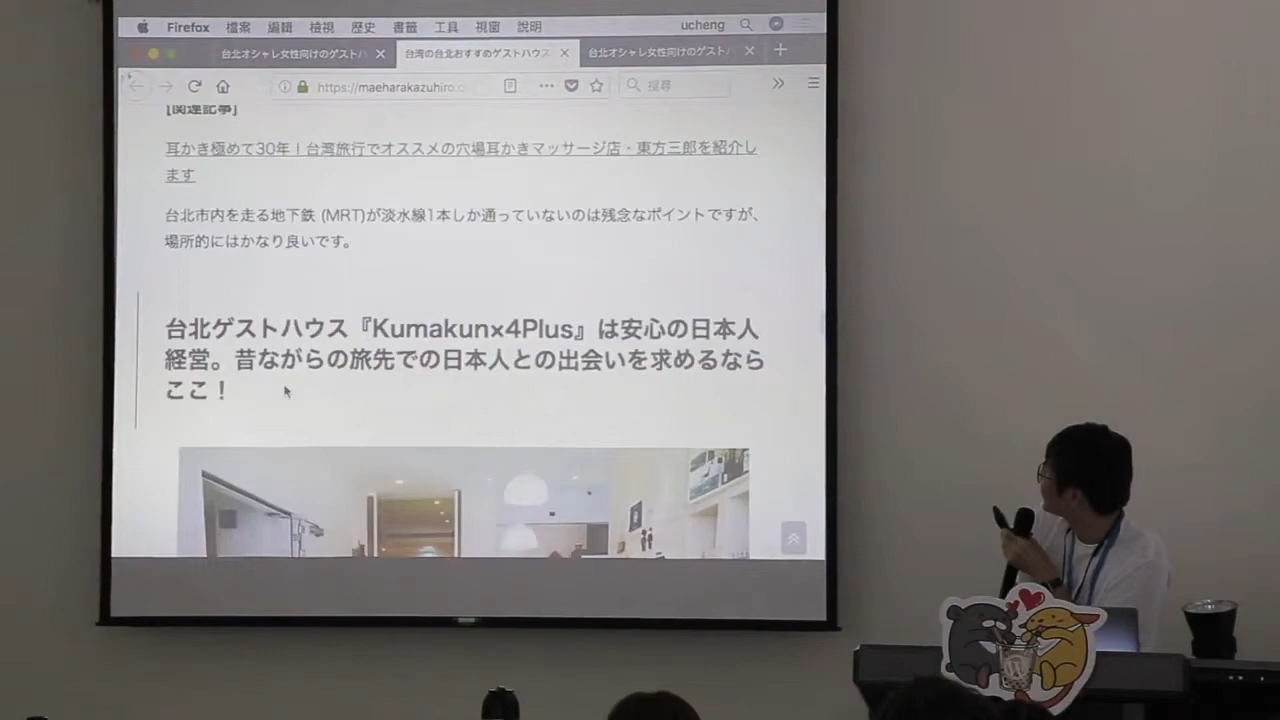 Firefox 檔案 編輯 檢視 歷史 書籤 工具 視窗 說明 ucheng
台北オシャレ女性向けのゲストハ 台湾の台北おすすめゲストハウス 台北オシャレ女性向けのゲストハ
https://maeharakazuhiro.c 搜尋
[関連記事]
耳かき極めて30年！台湾旅行でオススメの穴場耳かきマッサージ店・東方三郎を紹介し
ます
台北市内を走る地下鉄 (MRT)が淡水線1本しか通っていないのは残念なポイントですが、
場所的にはかなり良いです。
台北ゲストハウス『Kumakun×4Plus』は安心の日本人
経営。昔ながらの旅先での日本人との出会いを求めるなら
ここ！